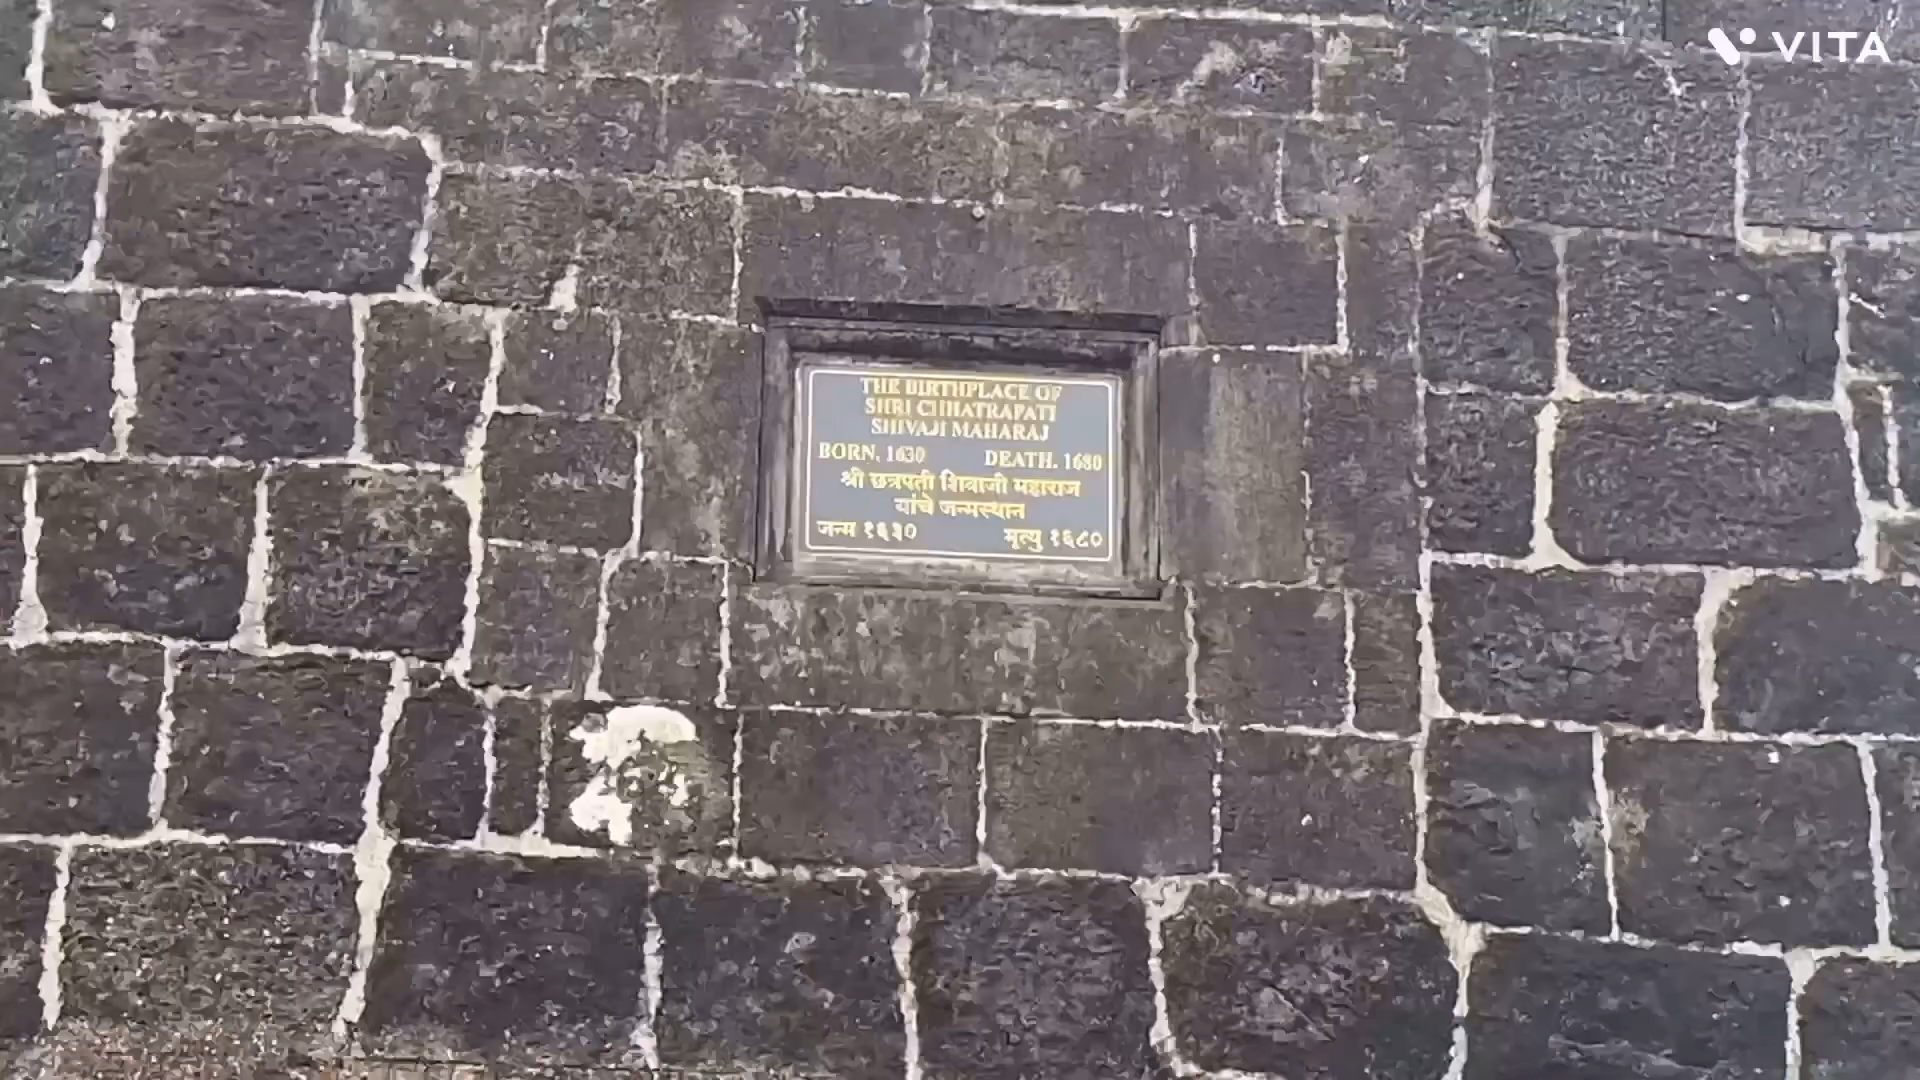 VITA
THE BIRTHPLACE OF
SHRI CHHATRAPATI
SHIVAJI MAHARAJ
BORN. 1630 DEATH. 1680
श्री छत्रपती शिवाजी महाराज
यांचे जन्मस्थान
जन्म १६३० मृत्यु १६८०